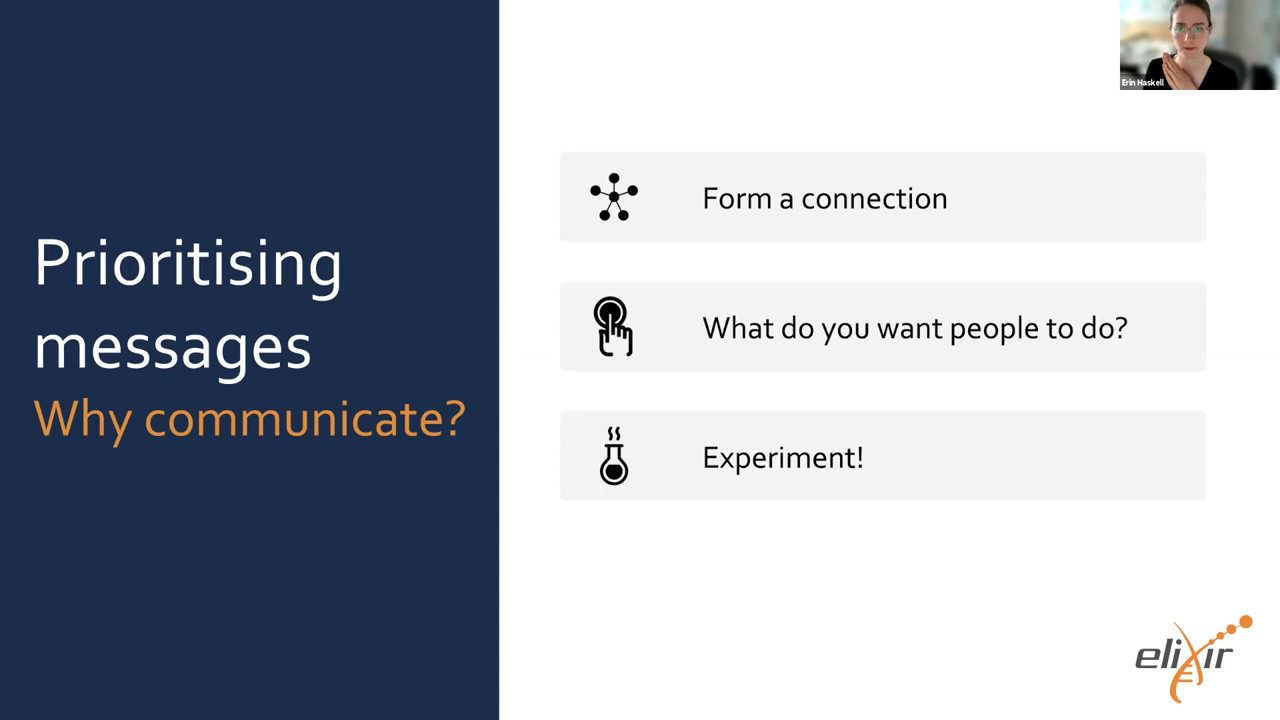 Erin Haskell
Prioritising
messages
Why communicate?
Form a connection
What do you want people to do?
Experiment!
elixir